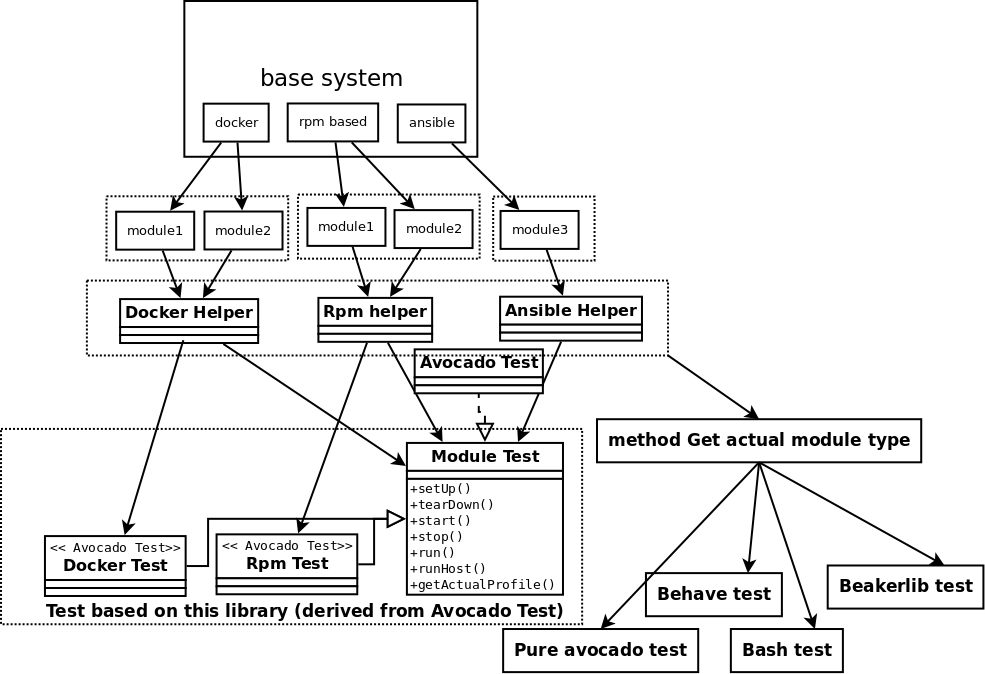 base system
docker
rpm based
ansible
module1
module2
module1
module2
module3
Docker Helper
Rpm helper
Ansible Helper
Avocado Test
method Get actual module type
Module Test
+setUp()
+tearDown()
+start()
+stop()
+run()
+runHost()
+getActualProfile()
<< Avocado Test>>
Docker Test
<< Avocado Test>>
Rpm Test
Test based on this library (derived from Avocado Test)
Behave test
Beakerlib test
Pure avocado test
Bash test